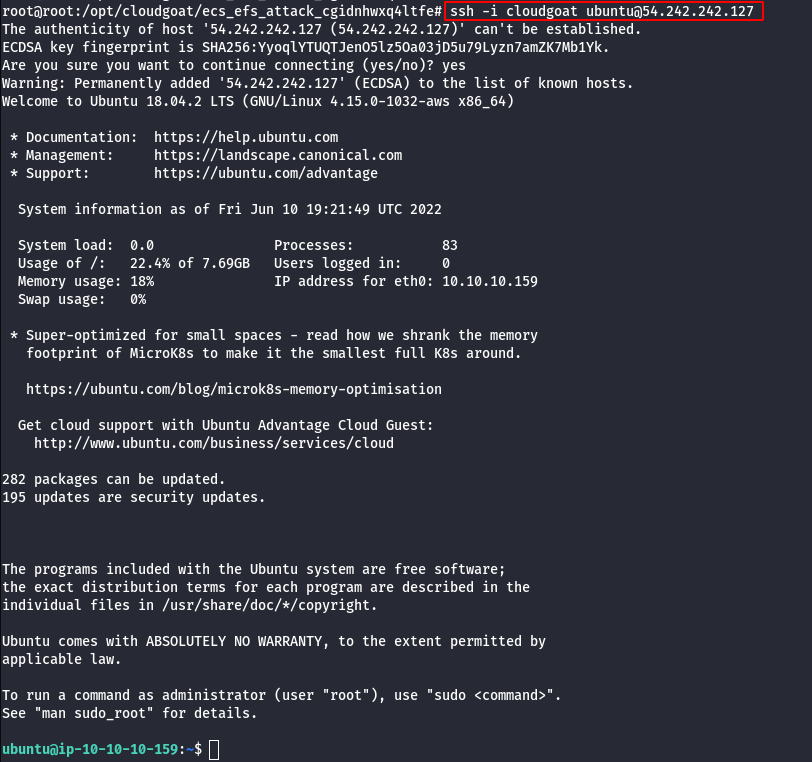 root@root:/opt/cloudgoat/ecs_efs_attack_cgidnhwxq4ltfe# ssh -i cloudgoat ubuntu@54.242.242.127
The authenticity of host '54.242.242.127 (54.242.242.127)' can't be established.
ECDSA key fingerprint is SHA256:YyoqlYTUQTJenO5lz5Oa03jD5u79Lyzn7amZK7Mb1Yk.
Are you sure you want to continue connecting (yes/no)? yes
Warning: Permanently added '54.242.242.127' (ECDSA) to the list of known hosts.
Welcome to Ubuntu 18.04.2 LTS (GNU/Linux 4.15.0-1032-aws x86_64)
* Documentation:  https://help.ubuntu.com
* Management:     https://landscape.canonical.com
* Support:        https://ubuntu.com/advantage
System information as of Fri Jun 10 19:21:49 UTC 2022
System load:  0.0               Processes:           83
Usage of /:   22.4% of 7.69GB   Users logged in:     0
Memory usage: 18%               IP address for eth0: 10.10.10.159
Swap usage:   0%
* Super-optimized for small spaces - read how we shrank the memory
footprint of MicroK8s to make it the smallest full K8s around.
https://ubuntu.com/blog/microk8s-memory-optimisation
Get cloud support with Ubuntu Advantage Cloud Guest:
http://www.ubuntu.com/business/services/cloud
282 packages can be updated.
195 updates are security updates.
The programs included with the Ubuntu system are free software;
the exact distribution terms for each program are described in the
individual files in /usr/share/doc/*/copyright.
Ubuntu comes with ABSOLUTELY NO WARRANTY, to the extent permitted by
applicable law.
To run a command as administrator (user "root"), use "sudo <command>".
See "man sudo_root" for details.
ubuntu@ip-10-10-10-159:~$